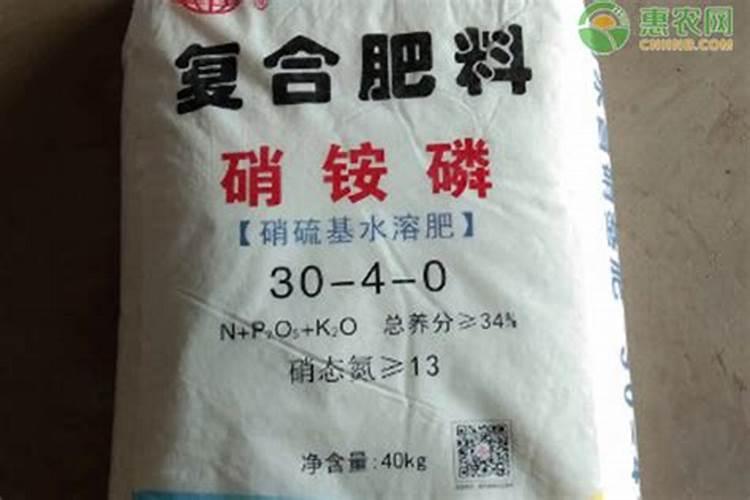 惠农网
CNHNB.COM
复合肥料
硝铵磷
【硝硫基水溶肥】
30-4-0
N+P₂O₅+K₂O 总养分≥34%
硝态氮≥13
净含量:40kg